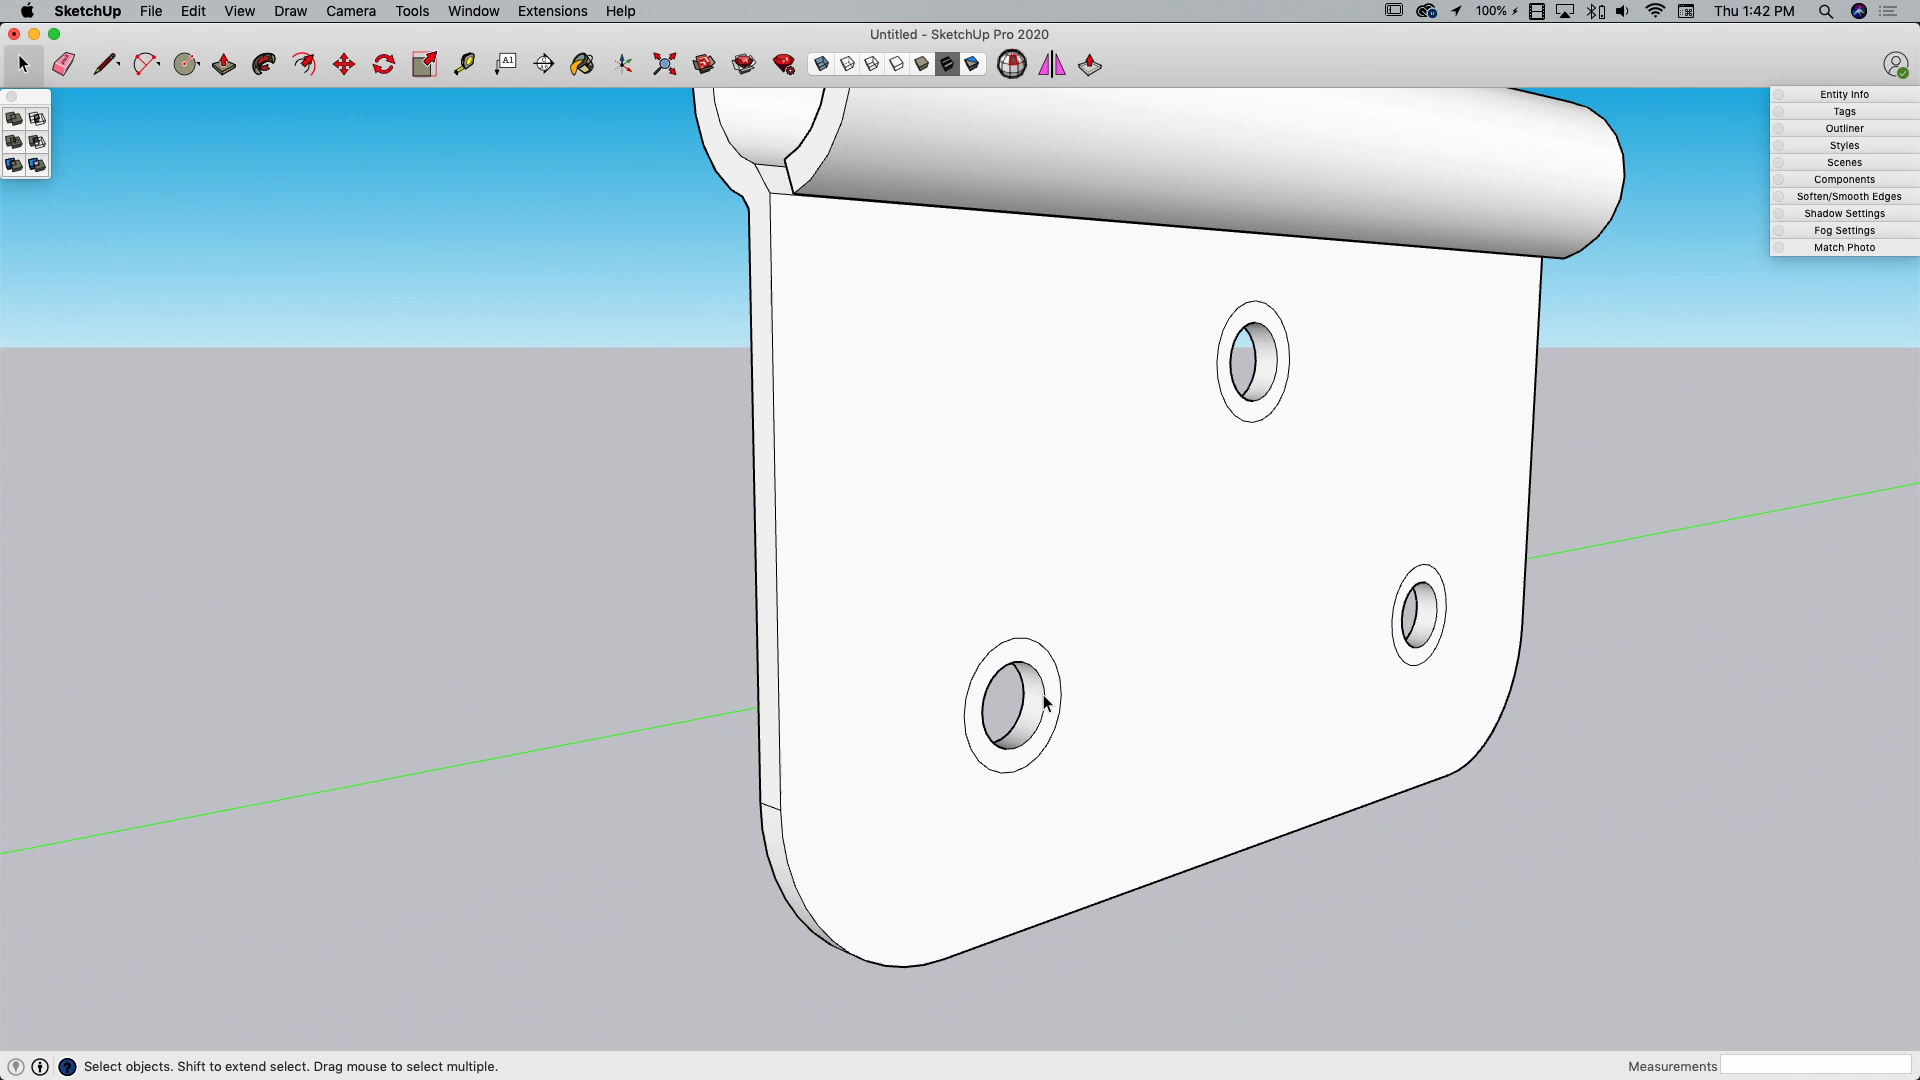 SketchUp File Edit View Draw Camera Tools Window Extensions Help 100% Thu 1:42 PM
Untitled - SketchUp Pro 2020
A1
Entity Info
Tags
Outliner
Styles
Scenes
Components
Soften/Smooth Edges
Shadow Settings
Fog Settings
Match Photo
? Select objects. Shift to extend select. Drag mouse to select multiple. Measurements